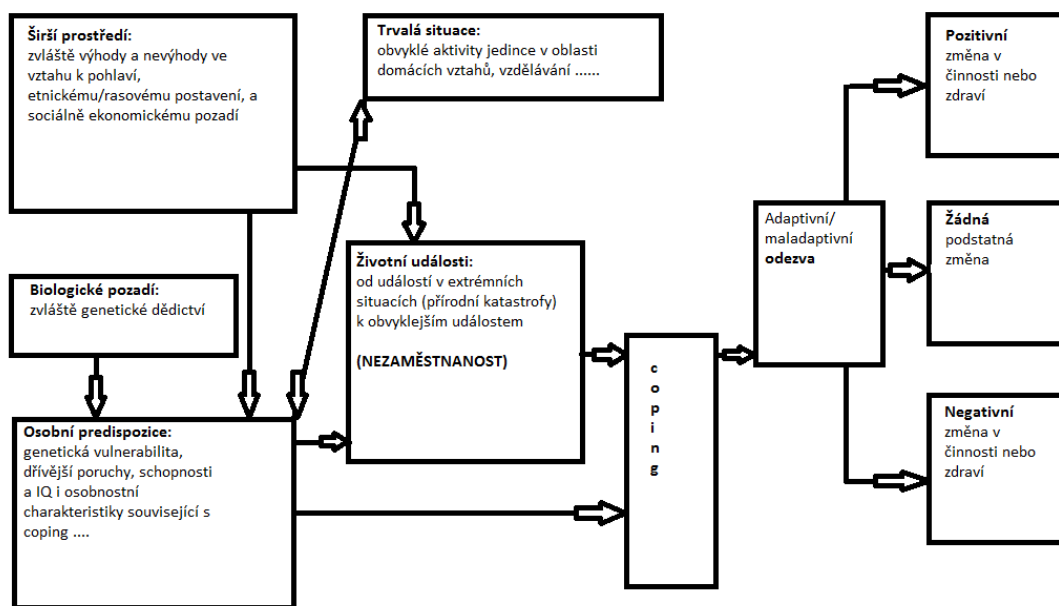 Širší prostředí:
zvláště výhody a nevýhody ve
vztahu k pohlaví,
etnickému/rasovému postavení, a
sociálně ekonomickému pozadí
Trvalá situace:
obvyklé aktivity jedince v oblasti
domácích vztahů, vzdělávání ......
Biologické pozadí:
zvláště genetické dědictví
Osobní predispozice:
genetická vulnerabilita,
dřívější poruchy, schopnosti
a IQ i osobnostní
charakteristiky související s
coping ....
Životní události:
od událostí v extrémních
situacích (přírodní katastrofy)
k obvyklejším událostem
(NEZAMĚSTNANOST)
coping
Adaptivní/
maladaptivní
odezva
Pozitivní
změna v
činnosti nebo
zdraví
Žádná
podstatná
změna
Negativní
změna v
činnosti nebo
zdraví